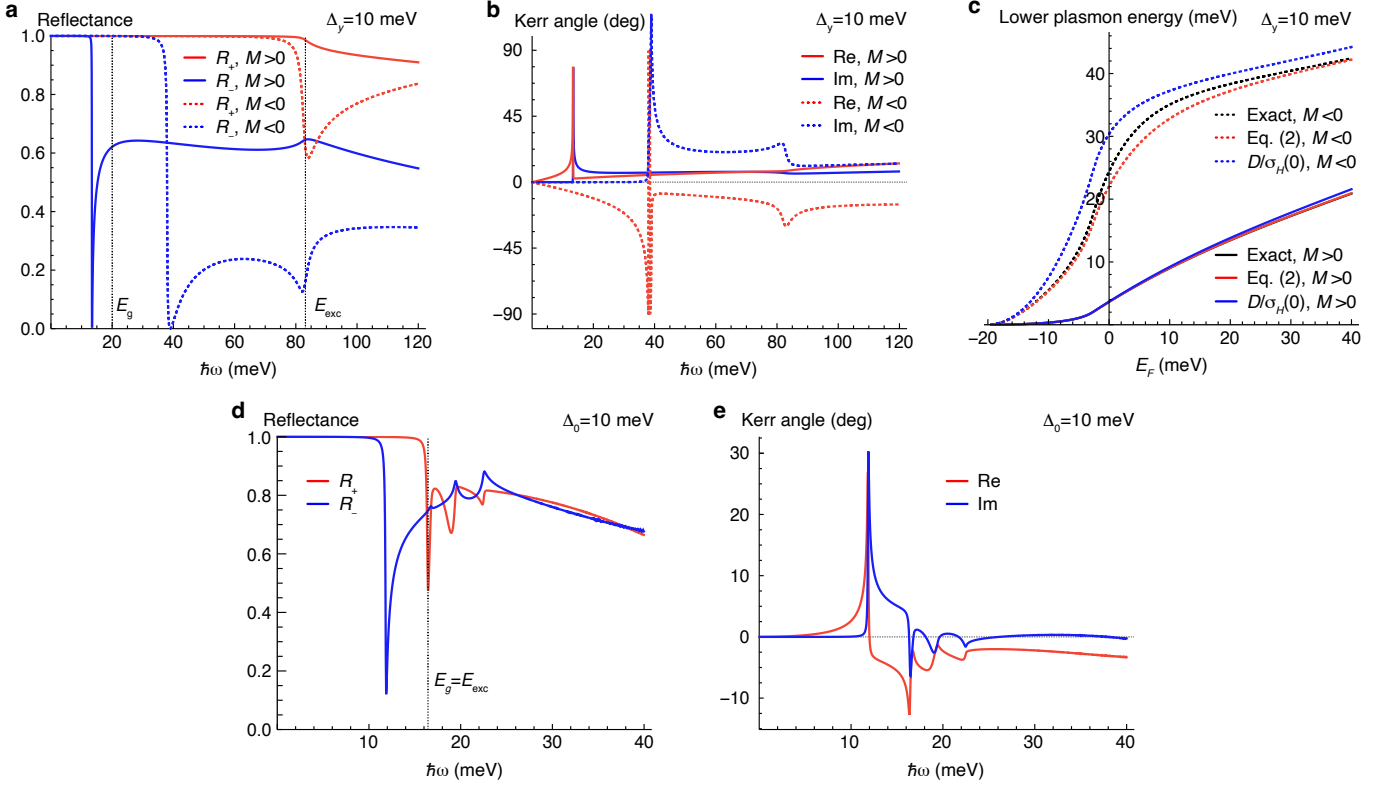 a
Reflectance
Δy=10 meV
1.0
0.8
0.6
0.4
0.2
0.0
R+, M>0
R−, M>0
R+, M<0
R−, M<0
Eg
Eexc
20 40 60 80 100 120
ℏω (meV)
b
Kerr angle (deg)
Δy=10 meV
90
45
0
−45
−90
Re, M>0
Im, M>0
Re, M<0
Im, M<0
20 40 60 80 100 120
ℏω (meV)
c
Lower plasmon energy (meV)
Δy=10 meV
40
30
20
10
Exact, M<0
Eq. (2), M<0
D/σH(0), M<0
Exact, M>0
Eq. (2), M>0
D/σH(0), M>0
−20 −10 0 10 20 30 40
EF (meV)
d
Reflectance
Δ0=10 meV
1.0
0.8
0.6
0.4
0.2
0.0
R+
R−
Eg=Eexc
10 20 30 40
ℏω (meV)
e
Kerr angle (deg)
Δ0=10 meV
30
20
10
0
−10
Re
Im
10 20 30 40
ℏω (meV)